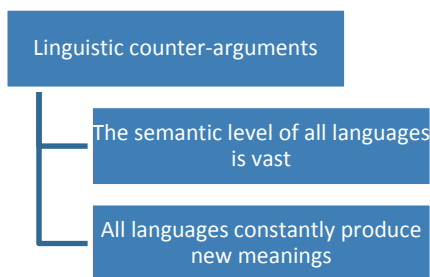 Linguistic counter-arguments
The semantic level of all languages
is vast
All languages constantly produce
new meanings